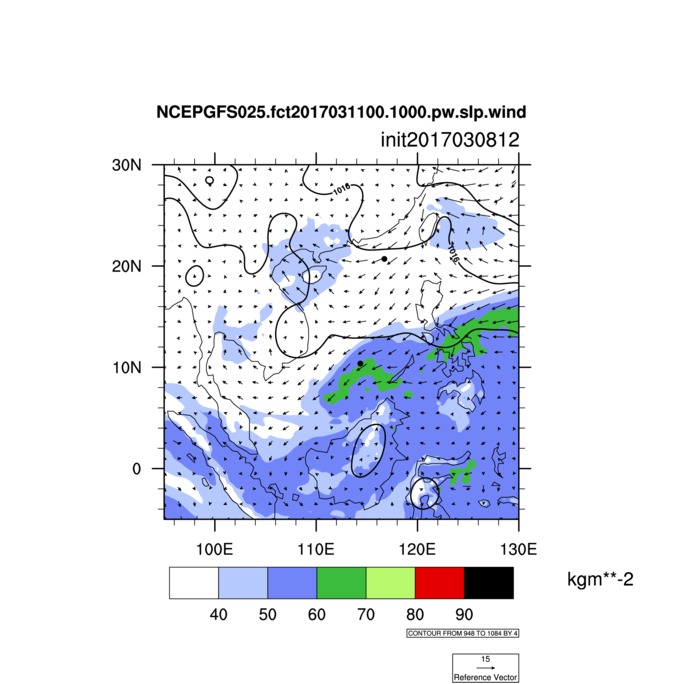 NCEPGFS025.fct2017031100.1000.pw.slp.wind
init2017030812
30N
1016
20N
1016
10N
0
100E 110E 120E 130E
kgm**-2
40 50 60 70 80 90
CONTOUR FROM 948 TO 1084 BY 4
15
Reference Vector